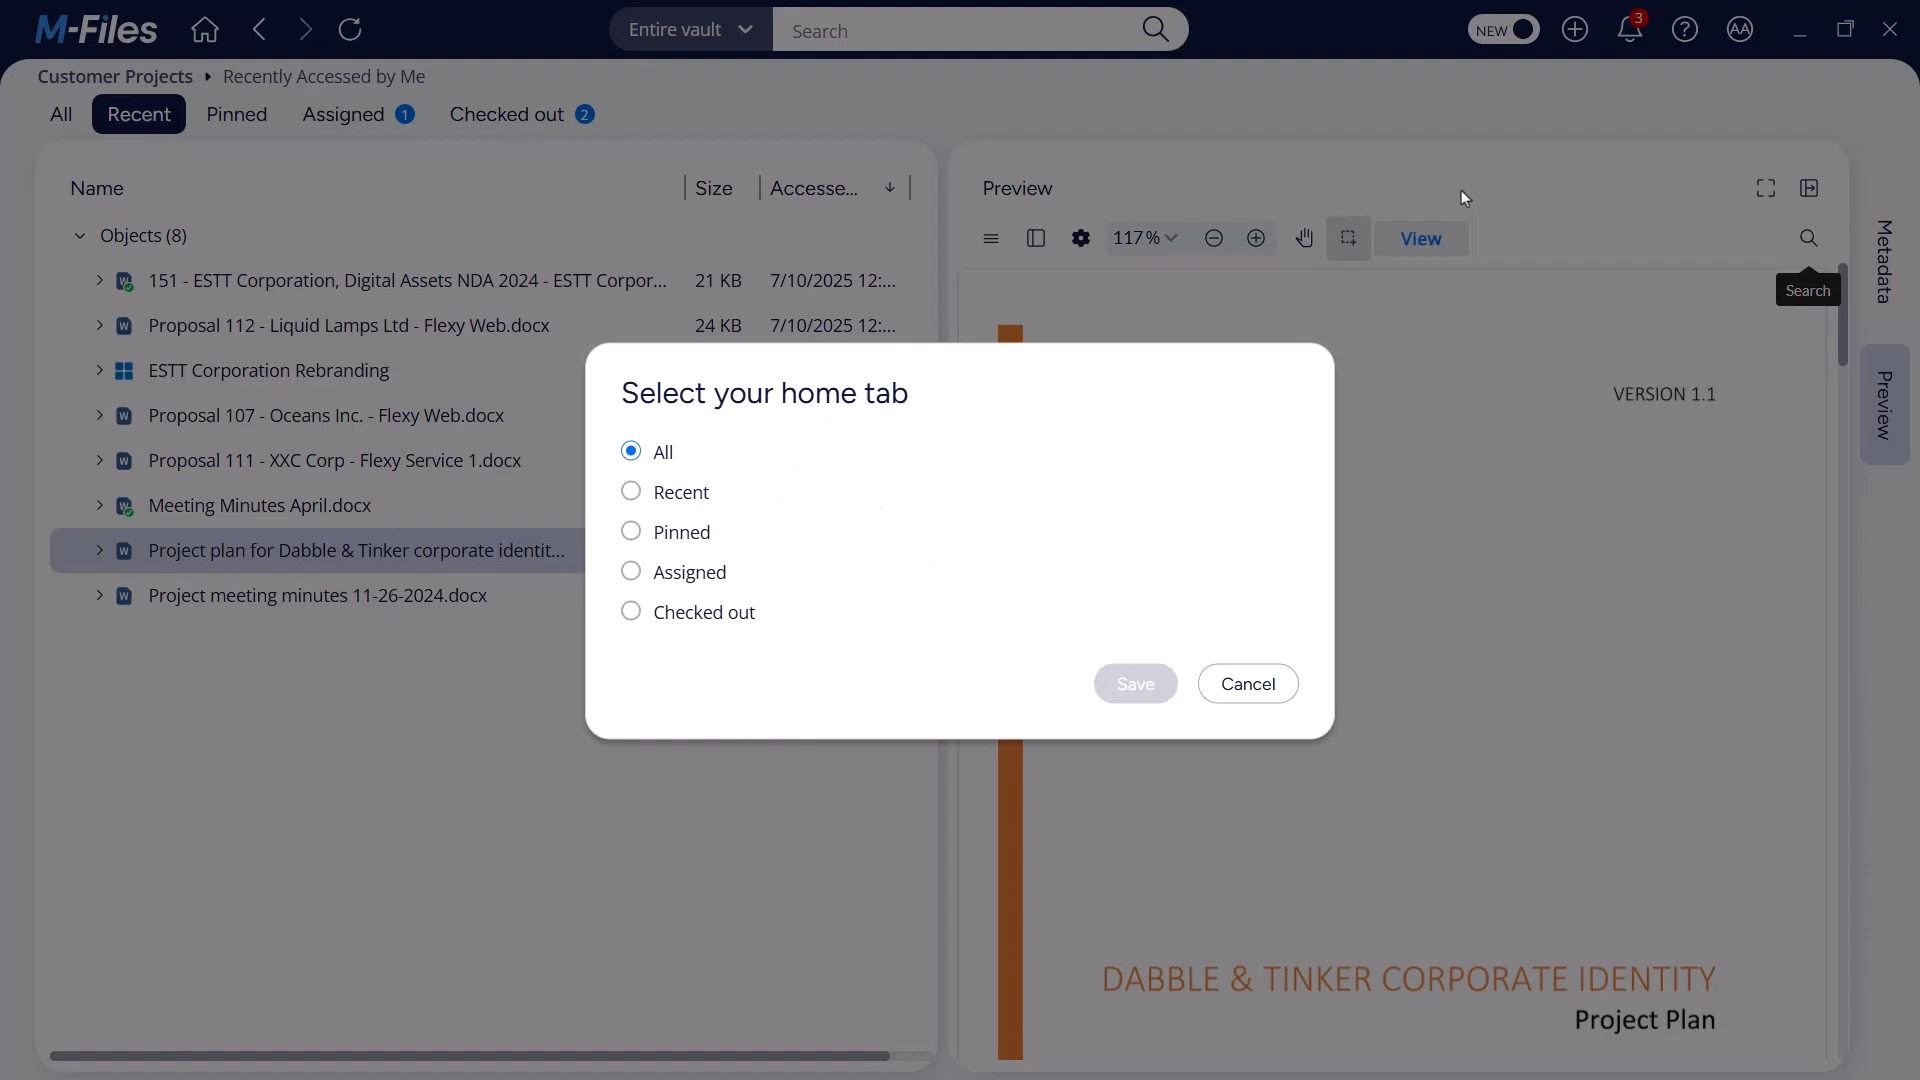 M-Files
Entire vault
Search
NEW
3
AA
Customer Projects
Recently Accessed by Me
All
Recent
Pinned
Assigned 1
Checked out 2
Name
Size
Accesse...
Objects (8)
151 - ESTT Corporation, Digital Assets NDA 2024 - ESTT Corpor... 21 KB 7/10/2025 12:...
Proposal 112 - Liquid Lamps Ltd - Flexy Web.docx 24 KB 7/10/2025 12:...
ESTT Corporation Rebranding
Proposal 107 - Oceans Inc. - Flexy Web.docx
Proposal 111 - XXC Corp - Flexy Service 1.docx
Meeting Minutes April.docx
Project plan for Dabble & Tinker corporate identit...
Project meeting minutes 11-26-2024.docx
Select your home tab
All
Recent
Pinned
Assigned
Checked out
Save
Cancel
Preview
117%
View
Search
VERSION 1.1
DABBLE & TINKER CORPORATE IDENTITY
Project Plan
Metadata
Preview